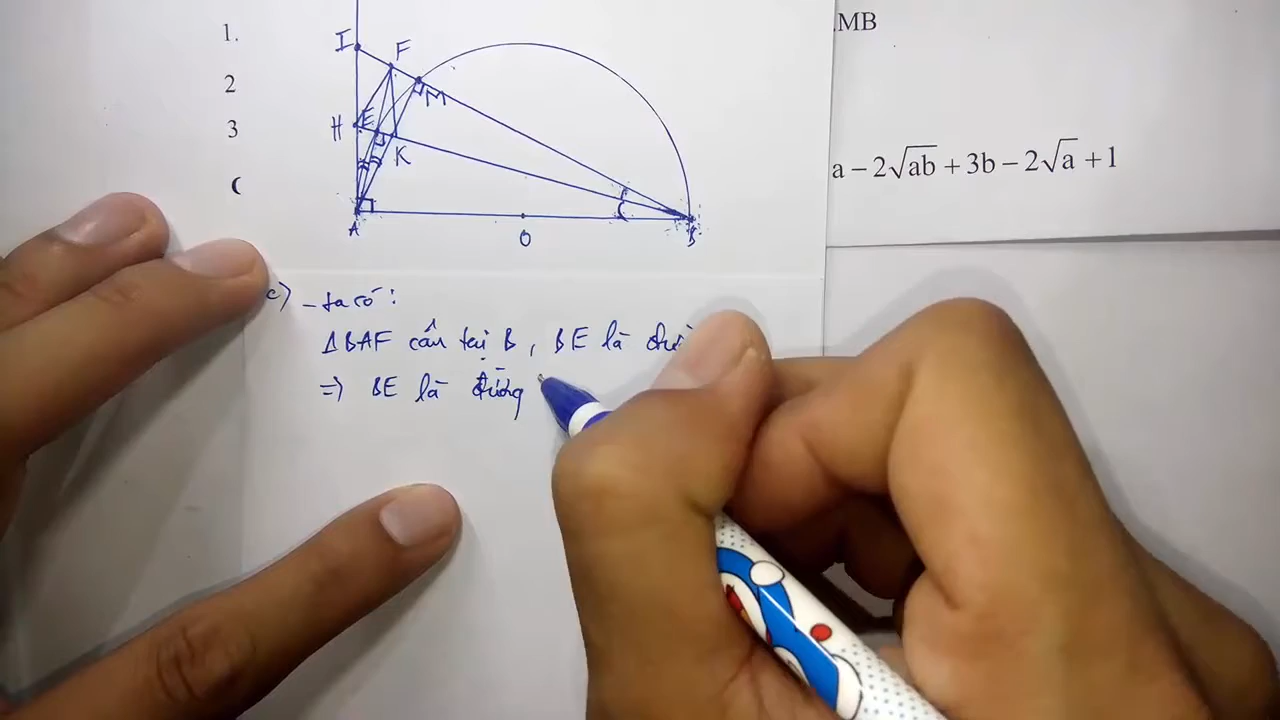 1.
2
3
(
I
F
M
H
E
K
A
O
B
.MB
a − 2√ab + 3b − 2√a + 1
c) - ta có:
ΔBAF cân tại B, BE là
⇒ BE là đường